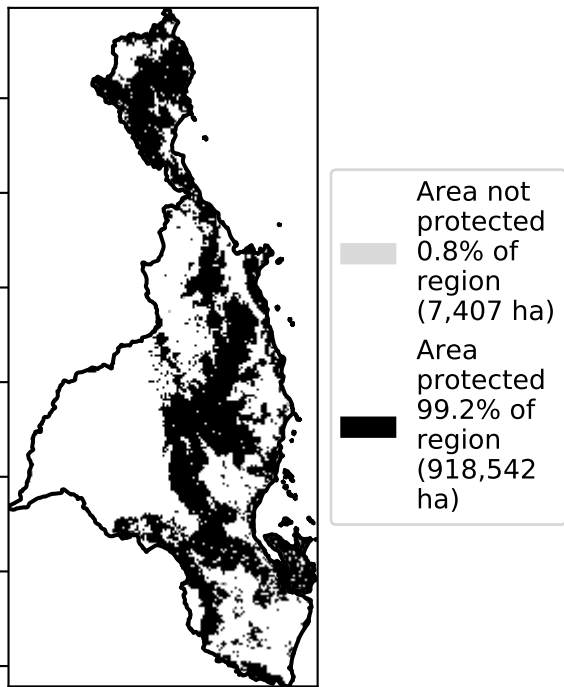 Area not
protected
0.8% of
region
(7,407 ha)
Area
protected
99.2% of
region
(918,542
ha)